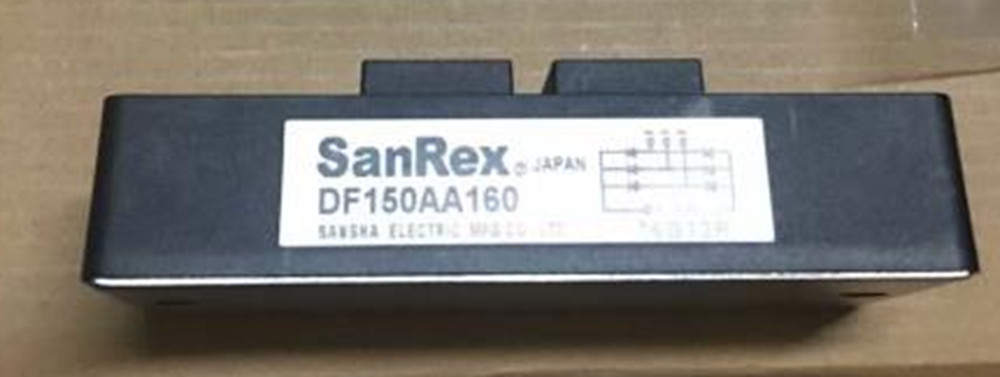 SanRex® JAPAN
DF150AA160
SANSHA ELECTRIC MFG CO LTD